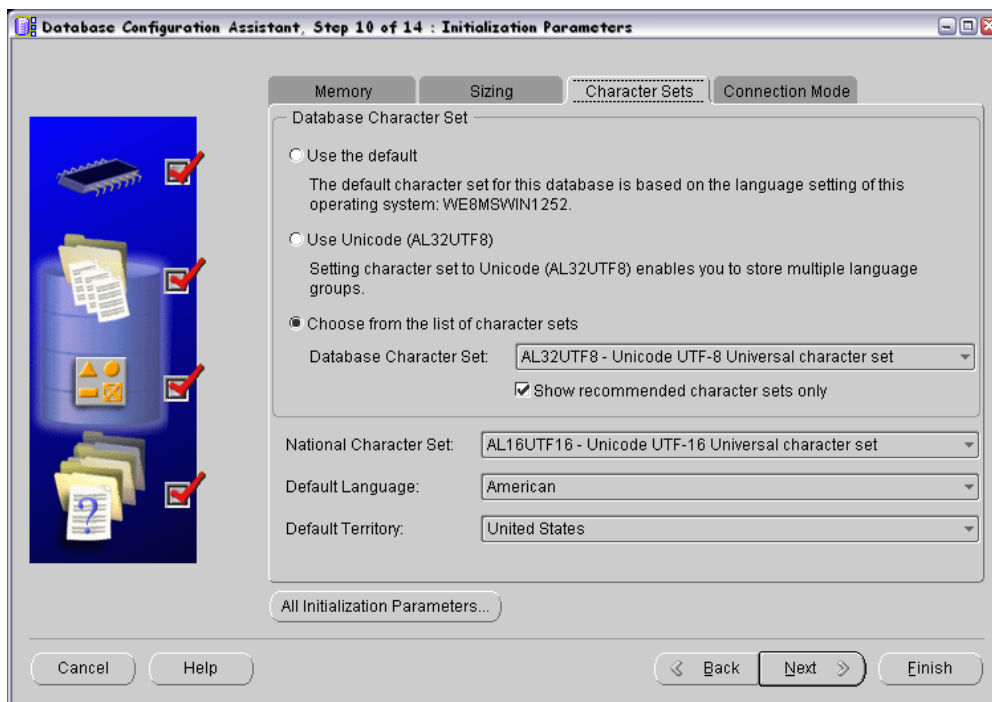 Database Configuration Assistant, Step 10 of 14 : Initialization Parameters
Memory
Sizing
Character Sets
Connection Mode
Database Character Set
Use the default
The default character set for this database is based on the language setting of this
operating system: WE8MSWIN1252.
Use Unicode (AL32UTF8)
Setting character set to Unicode (AL32UTF8) enables you to store multiple language
groups.
Choose from the list of character sets
Database Character Set:
AL32UTF8 - Unicode UTF-8 Universal character set
Show recommended character sets only
National Character Set:
AL16UTF16 - Unicode UTF-16 Universal character set
Default Language:
American
Default Territory:
United States
?
All Initialization Parameters...
Cancel
Help
Back
Next
Finish